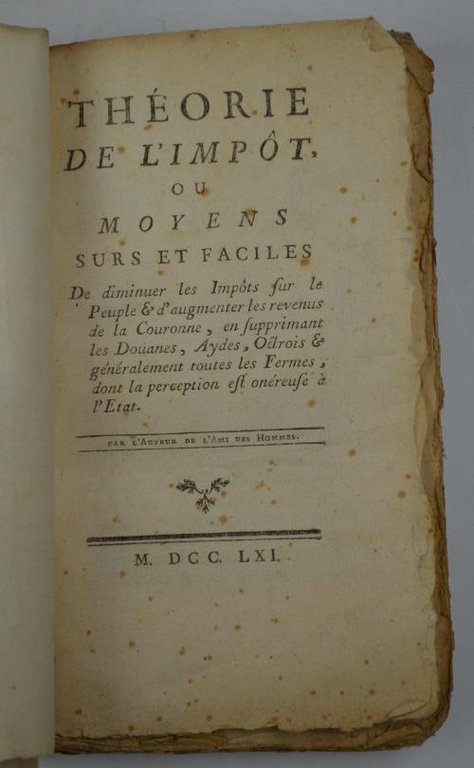 THÉORIE
DE L'IMPÔT,
OU
MOYENS
SURS ET FACILES
De diminuer les Impôts ſur le
Peuple & d'augmenter les revenus
de la Couronne, en ſupprimant
les Doüanes, Aydes, Octrois &
généralement toutes les Fermes,
dont la perception eſt onéreuſe à
l'Etat.
PAR L'AUTEUR DE L'AMI DES HOMMES.
M. DCC. LXI.